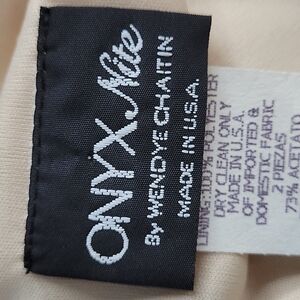 ONYX Nite
By WENDYE CHAITIN
MADE IN U.S.A.
LINING: 100% POLYESTER
DRY CLEAN ONLY
MADE IN U.S.A.
OF IMPORTED &
DOMESTIC FABRIC
2 PIEZAS
73% ACETATO